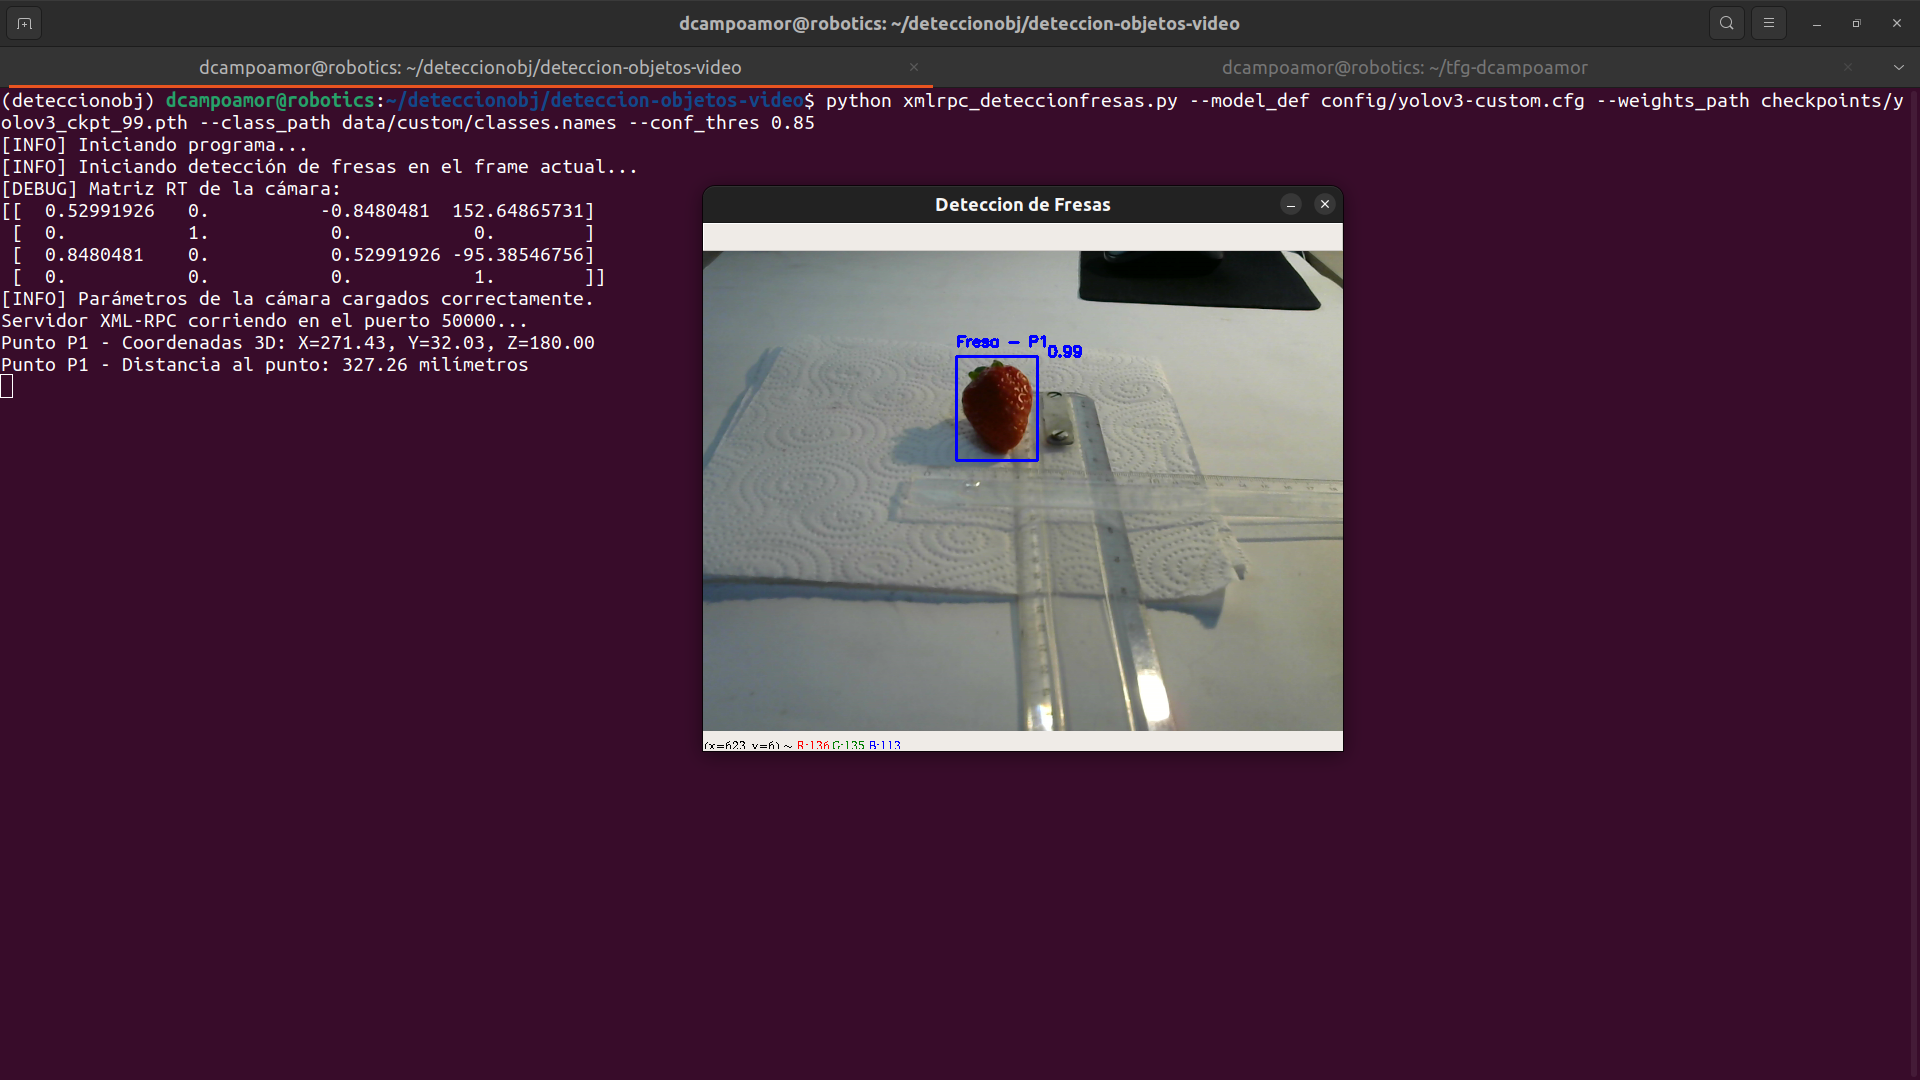 dcampoamor@robotics: ~/deteccionobj/deteccion-objetos-video
dcampoamor@robotics: ~/deteccionobj/deteccion-objetos-video
dcampoamor@robotics: ~/tfg-dcampoamor
(deteccionobj) dcampoamor@robotics:~/deteccionobj/deteccion-objetos-video$ python xmlrpc_deteccionfresas.py --model_def config/yolov3-custom.cfg --weights_path checkpoints/y
olov3_ckpt_99.pth --class_path data/custom/classes.names --conf_thres 0.85
[INFO] Iniciando programa...
[INFO] Iniciando detección de fresas en el frame actual...
[DEBUG] Matriz RT de la cámara:
[[ 0.52991926 0. -0.8480481 152.64865731]
[ 0. 1. 0. 0. ]
[ 0.8480481 0. 0.52991926 -95.38546756]
[ 0. 0. 0. 1. ]]
[INFO] Parámetros de la cámara cargados correctamente.
Servidor XML-RPC corriendo en el puerto 50000...
Punto P1 - Coordenadas 3D: X=271.43, Y=32.03, Z=180.00
Punto P1 - Distancia al punto: 327.26 milímetros
Deteccion de Fresas
Fresa - P1
0.99
(x=623, y=6) ~ R:136 G:135 B:113